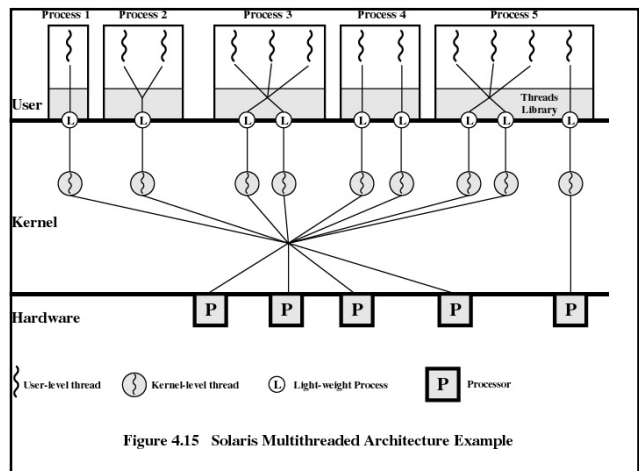 Process 1 Process 2 Process 3 Process 4 Process 5
User
Threads
Library
L L L L L L L L L
Kernel
P P P P P
Hardware
User-level thread Kernel-level thread L Light-weight Process P Processor
Figure 4.15 Solaris Multithreaded Architecture Example